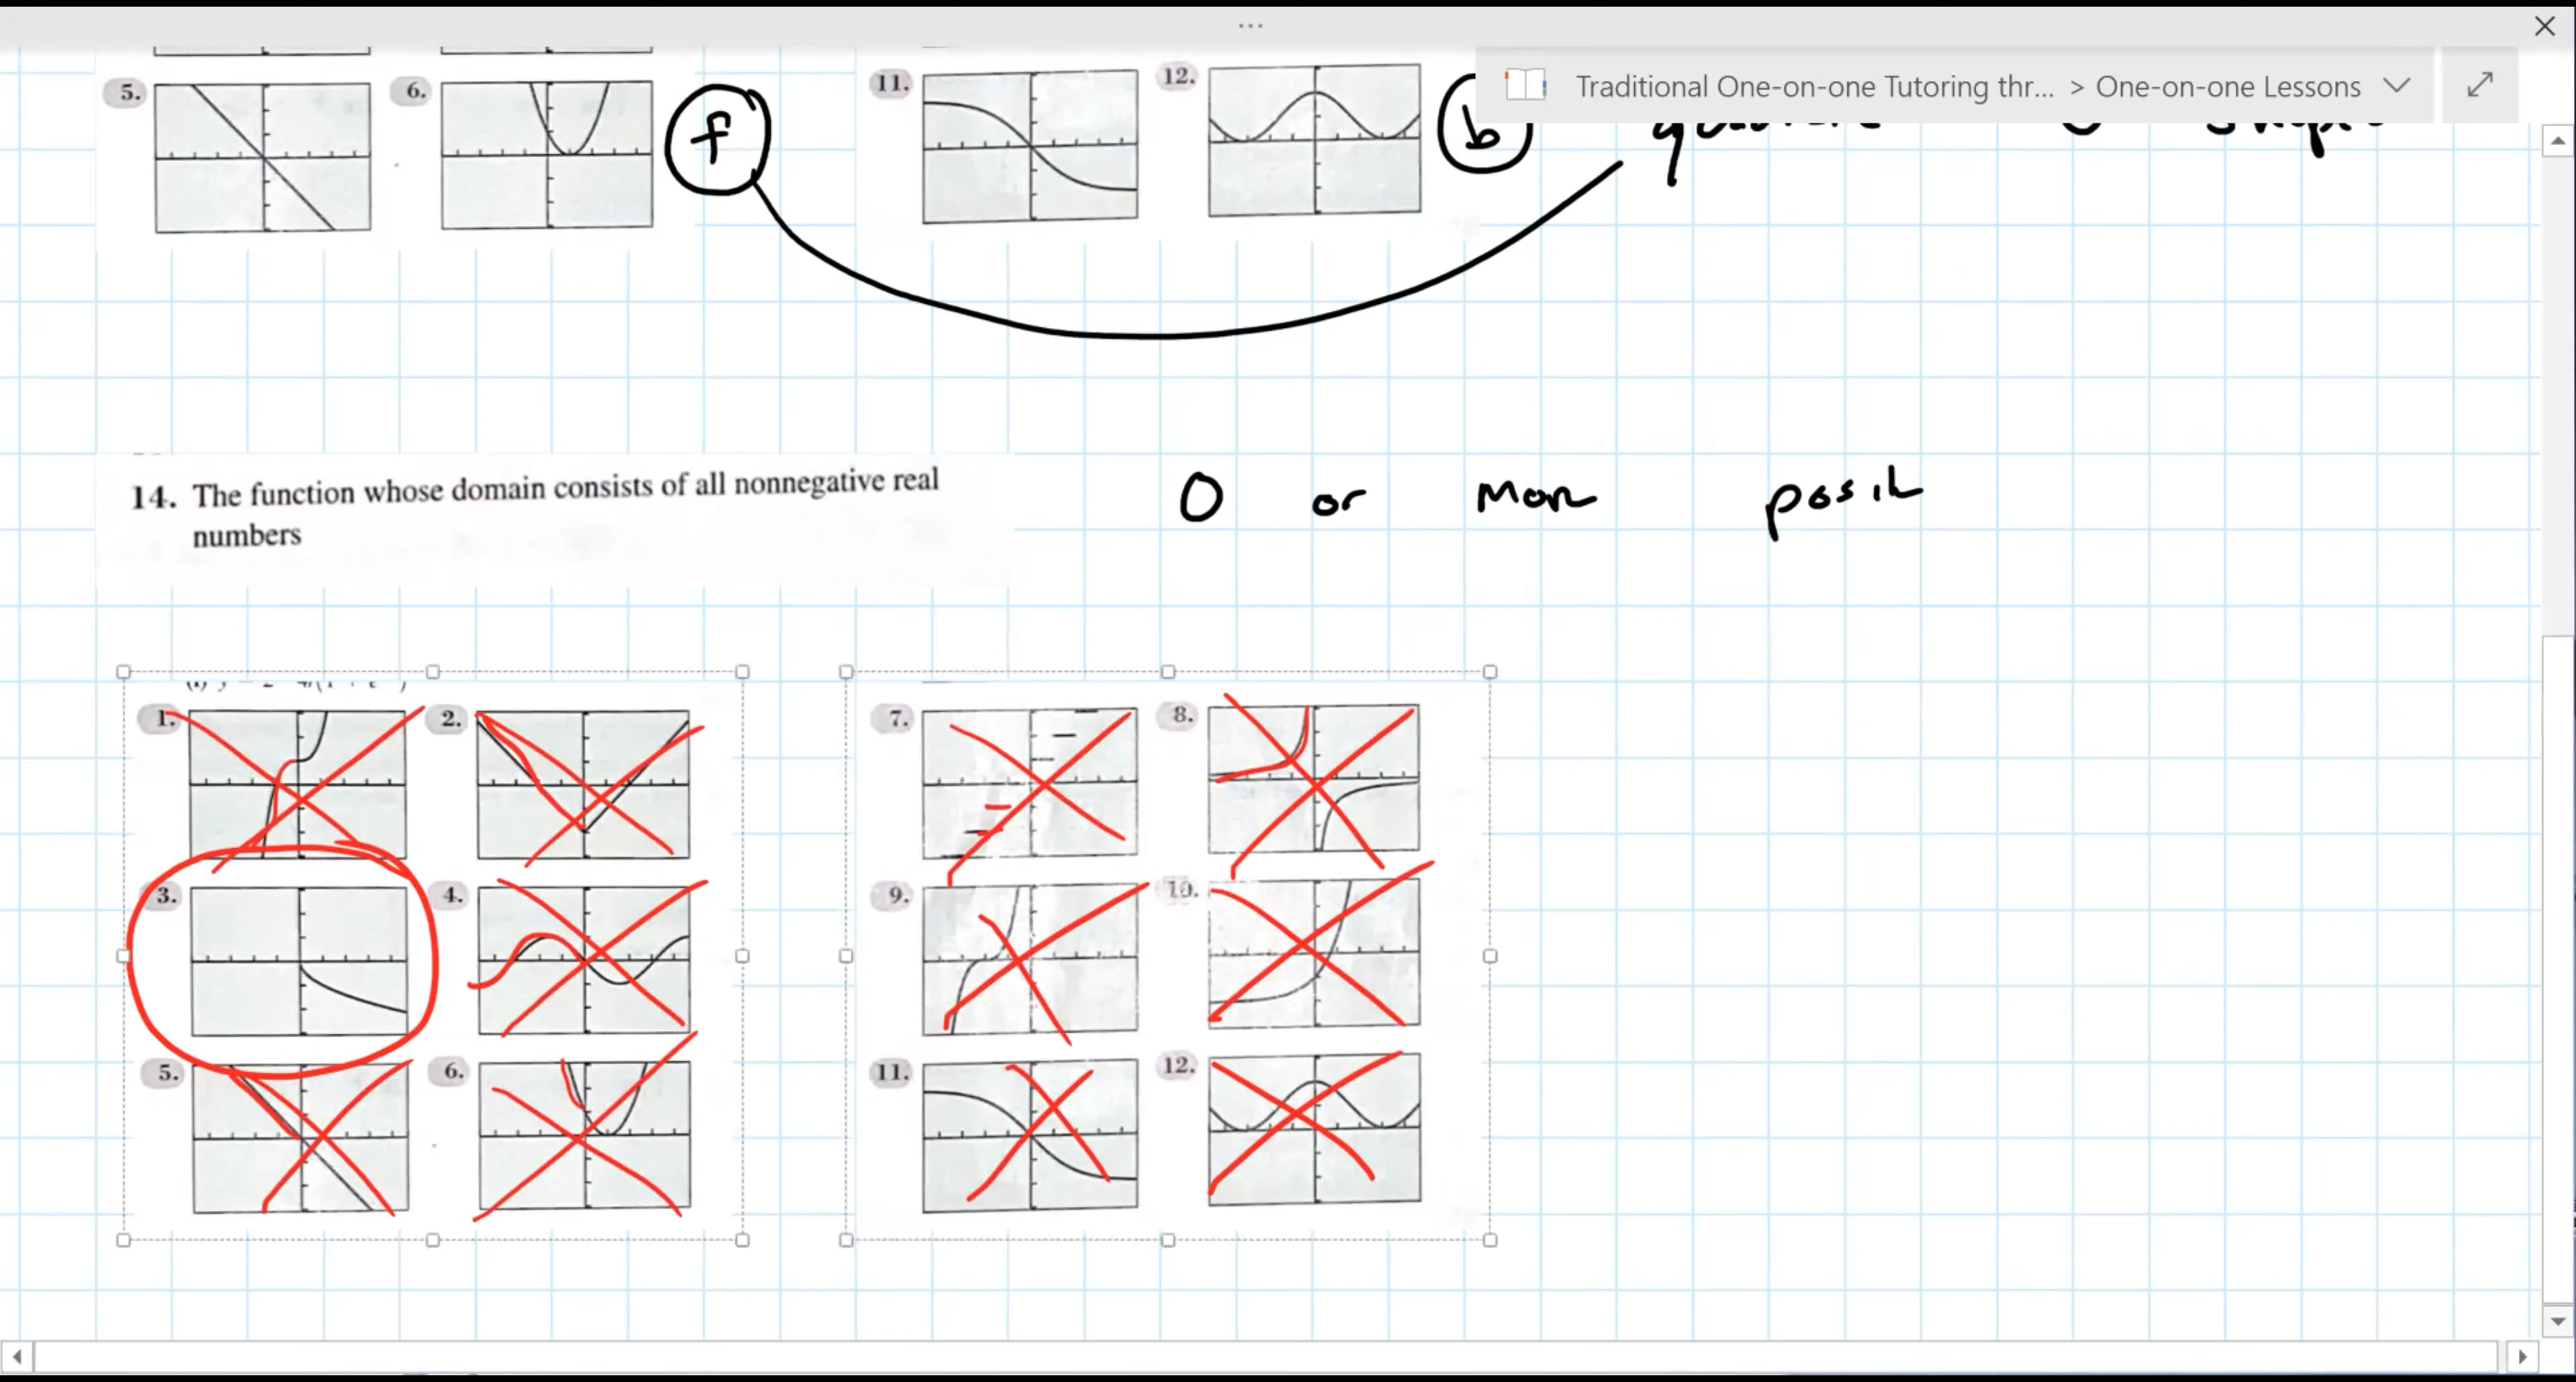 ...
Traditional One-on-one Tutoring thr... > One-on-one Lessons
5.
6.
f
11.
12.
b
14. The function whose domain consists of all nonnegative real
numbers
0 or mor posit
1.
2.
7.
8.
3.
4.
9.
10.
5.
6.
11.
12.